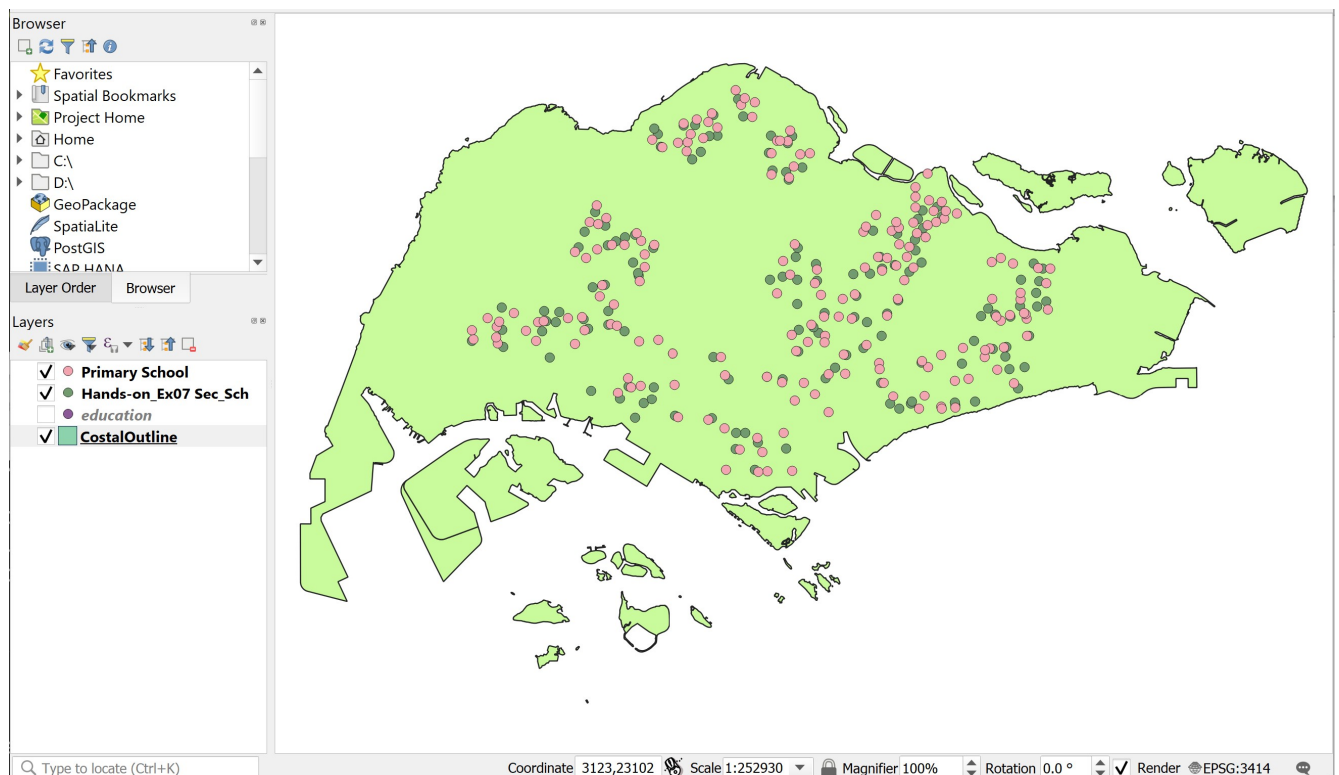 Browser
Favorites
Spatial Bookmarks
Project Home
Home
C:\
D:\
GeoPackage
SpatiaLite
PostGIS
SAP HANA
Layer Order Browser
Layers
Primary School
Hands-on_Ex07 Sec_Sch
education
CostalOutline
Type to locate (Ctrl+K) Coordinate 3123,23102 Scale 1:252930 Magnifier 100% Rotation 0.0 ° Render EPSG:3414